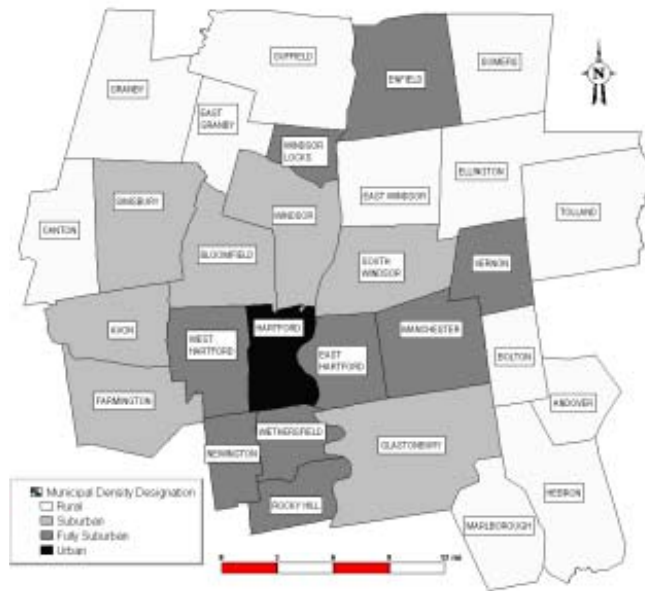 SUFFIELD
ENFIELD
SOMERS
GRANBY
EAST
GRANBY
N
WINDSOR
LOCKS
EAST WINDSOR
ELLINGTON
SIMSBURY
WINDSOR
TOLLAND
CANTON
BLOOMFIELD
SOUTH
WINDSOR
VERNON
AVON
HARTFORD
MANCHESTER
WEST
HARTFORD
EAST
HARTFORD
BOLTON
FARMINGTON
ANDOVER
WETHERSFIELD
NEWINGTON
GLASTONBURY
HEBRON
ROCKY HILL
MARLBOROUGH
Municipal Density Designation
Rural
Suburban
Fully Suburban
Urban